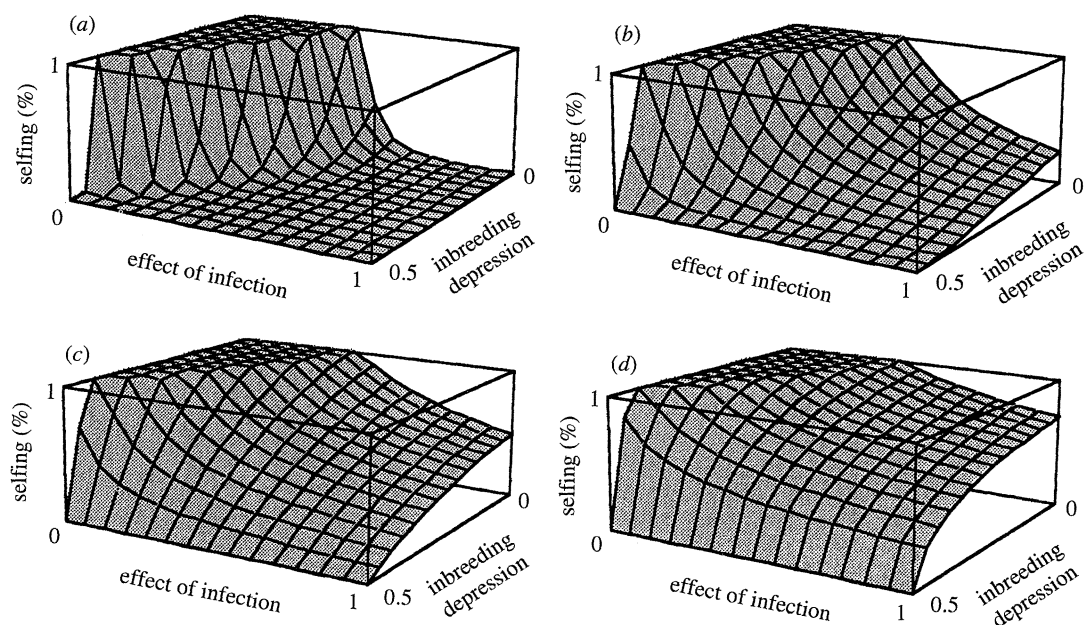 (a)
1
selfing (%)
0
effect of infection
1
0.5
inbreeding
depression
0
(b)
1
selfing (%)
0
effect of infection
1
0.5
inbreeding
depression
0
(c)
1
selfing (%)
0
effect of infection
1
0.5
inbreeding
depression
0
(d)
1
selfing (%)
0
effect of infection
1
0.5
inbreeding
depression
0